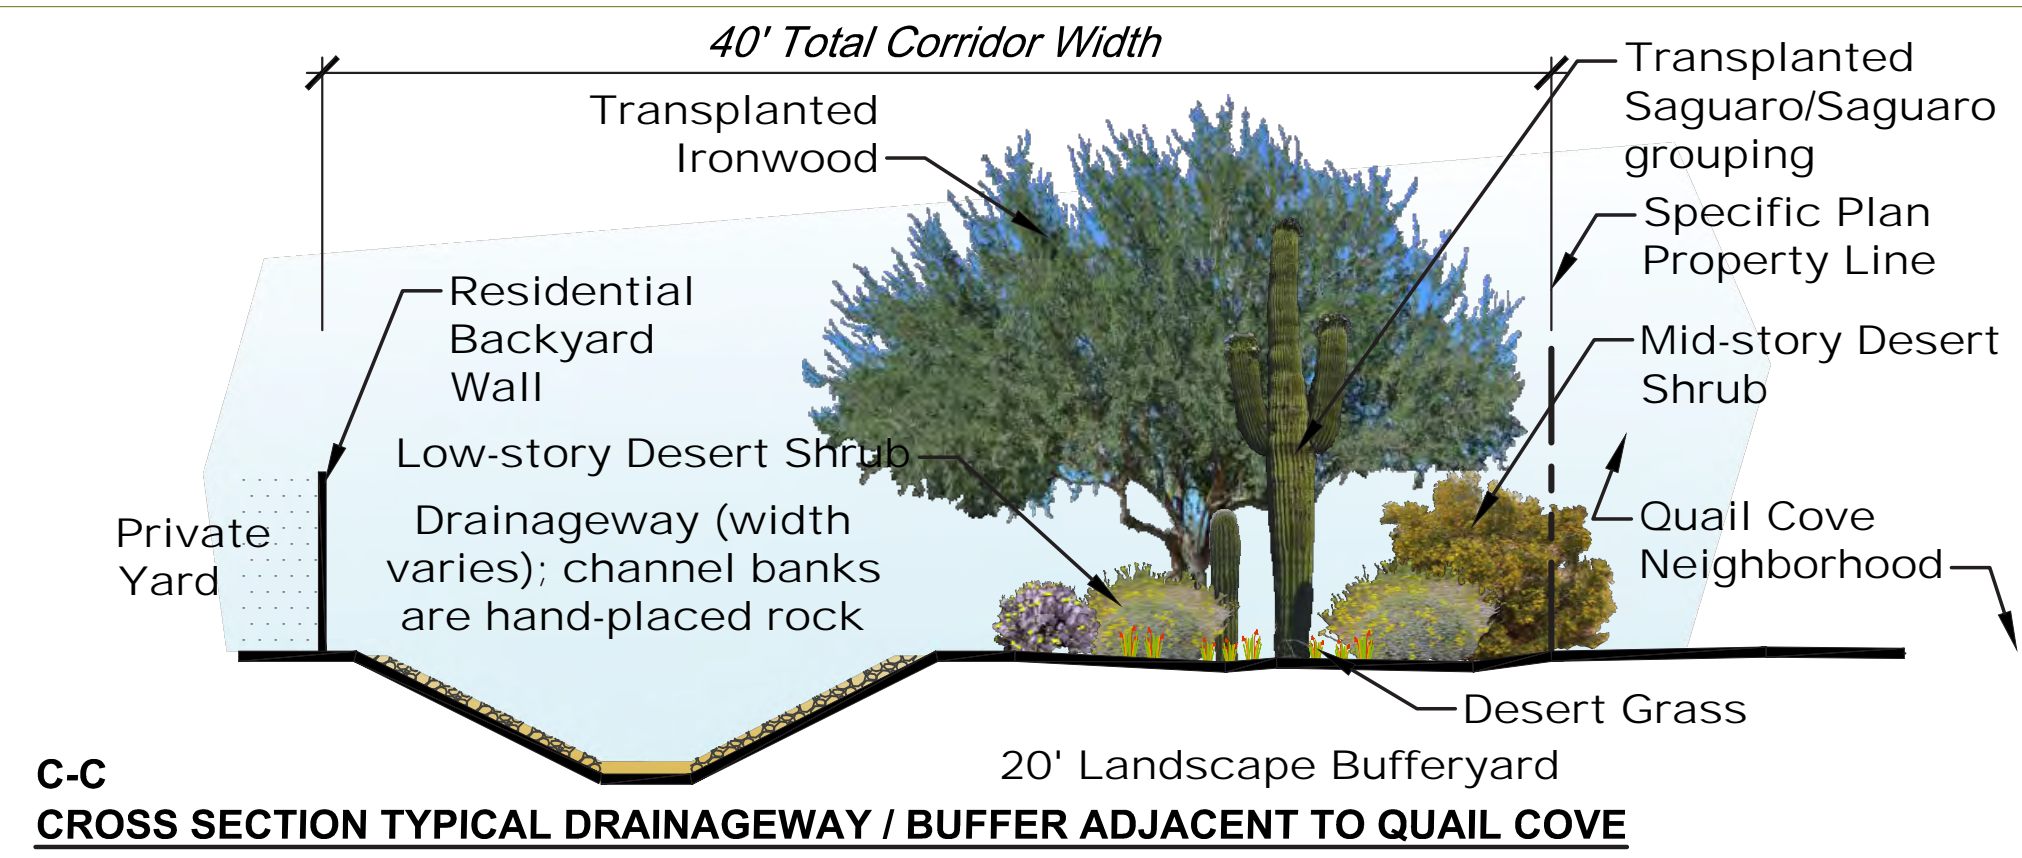 40' Total Corridor Width
Transplanted
Ironwood
Transplanted
Saguaro/Saguaro
grouping
Specific Plan
Property Line
Residential
Backyard
Wall
Mid-story Desert
Shrub
Low-story Desert Shrub
Drainageway (width
varies); channel banks
are hand-placed rock
Private
Yard
Quail Cove
Neighborhood
Desert Grass
20' Landscape Bufferyard
C-C
CROSS SECTION TYPICAL DRAINAGEWAY / BUFFER ADJACENT TO QUAIL COVE